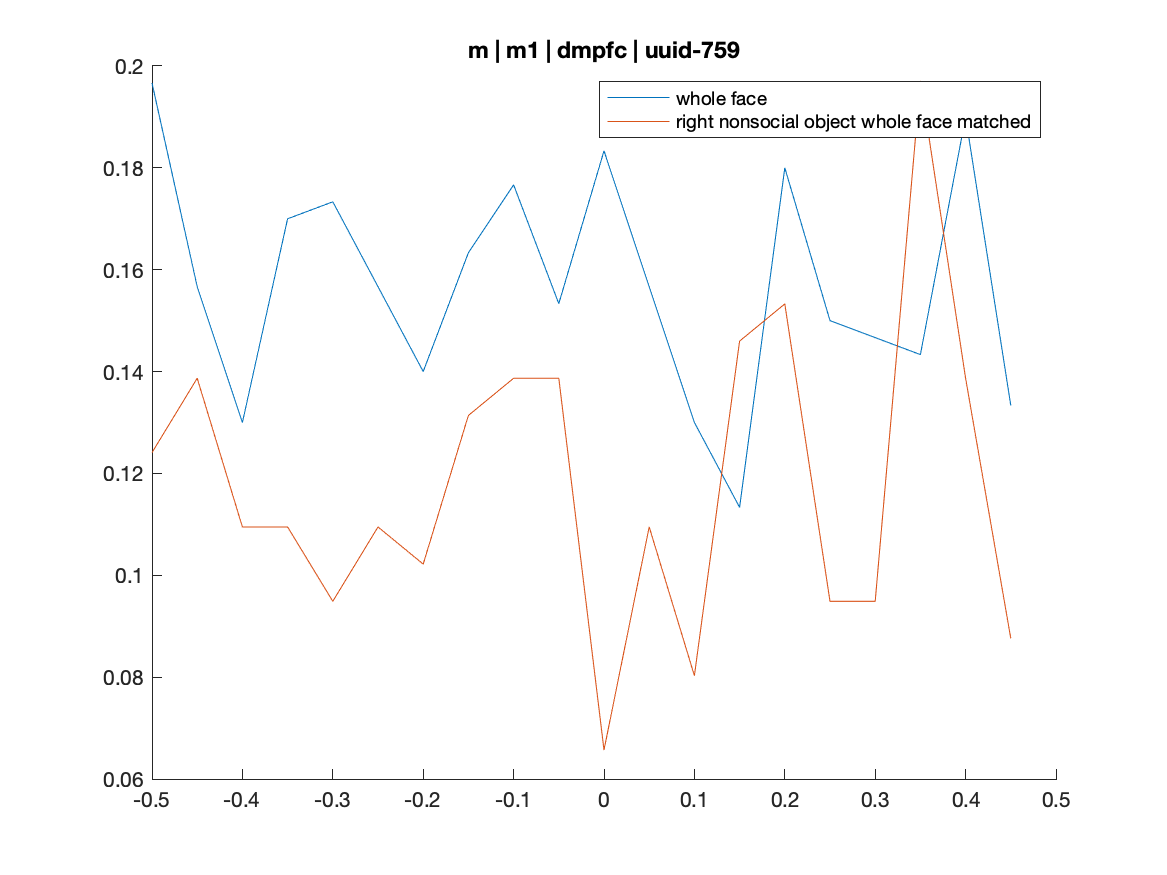 m | m1 | dmpfc | uuid-759
0.2
whole face
right nonsocial object whole face matched
0.18
0.16
0.14
0.12
0.1
0.08
0.06
-0.5 -0.4 -0.3 -0.2 -0.1 0 0.1 0.2 0.3 0.4 0.5